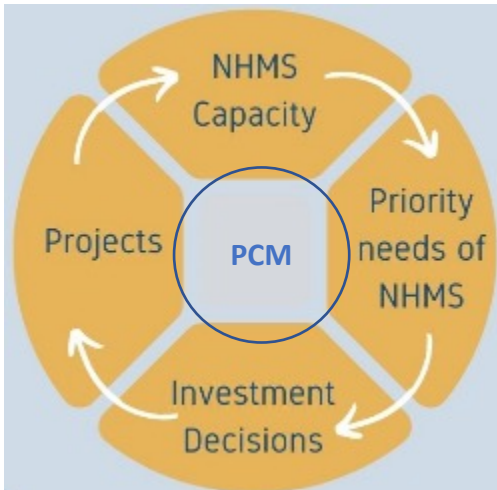 NHMS
Capacity
Priority
needs of
NHMS
Investment
Decisions
Projects
PCM